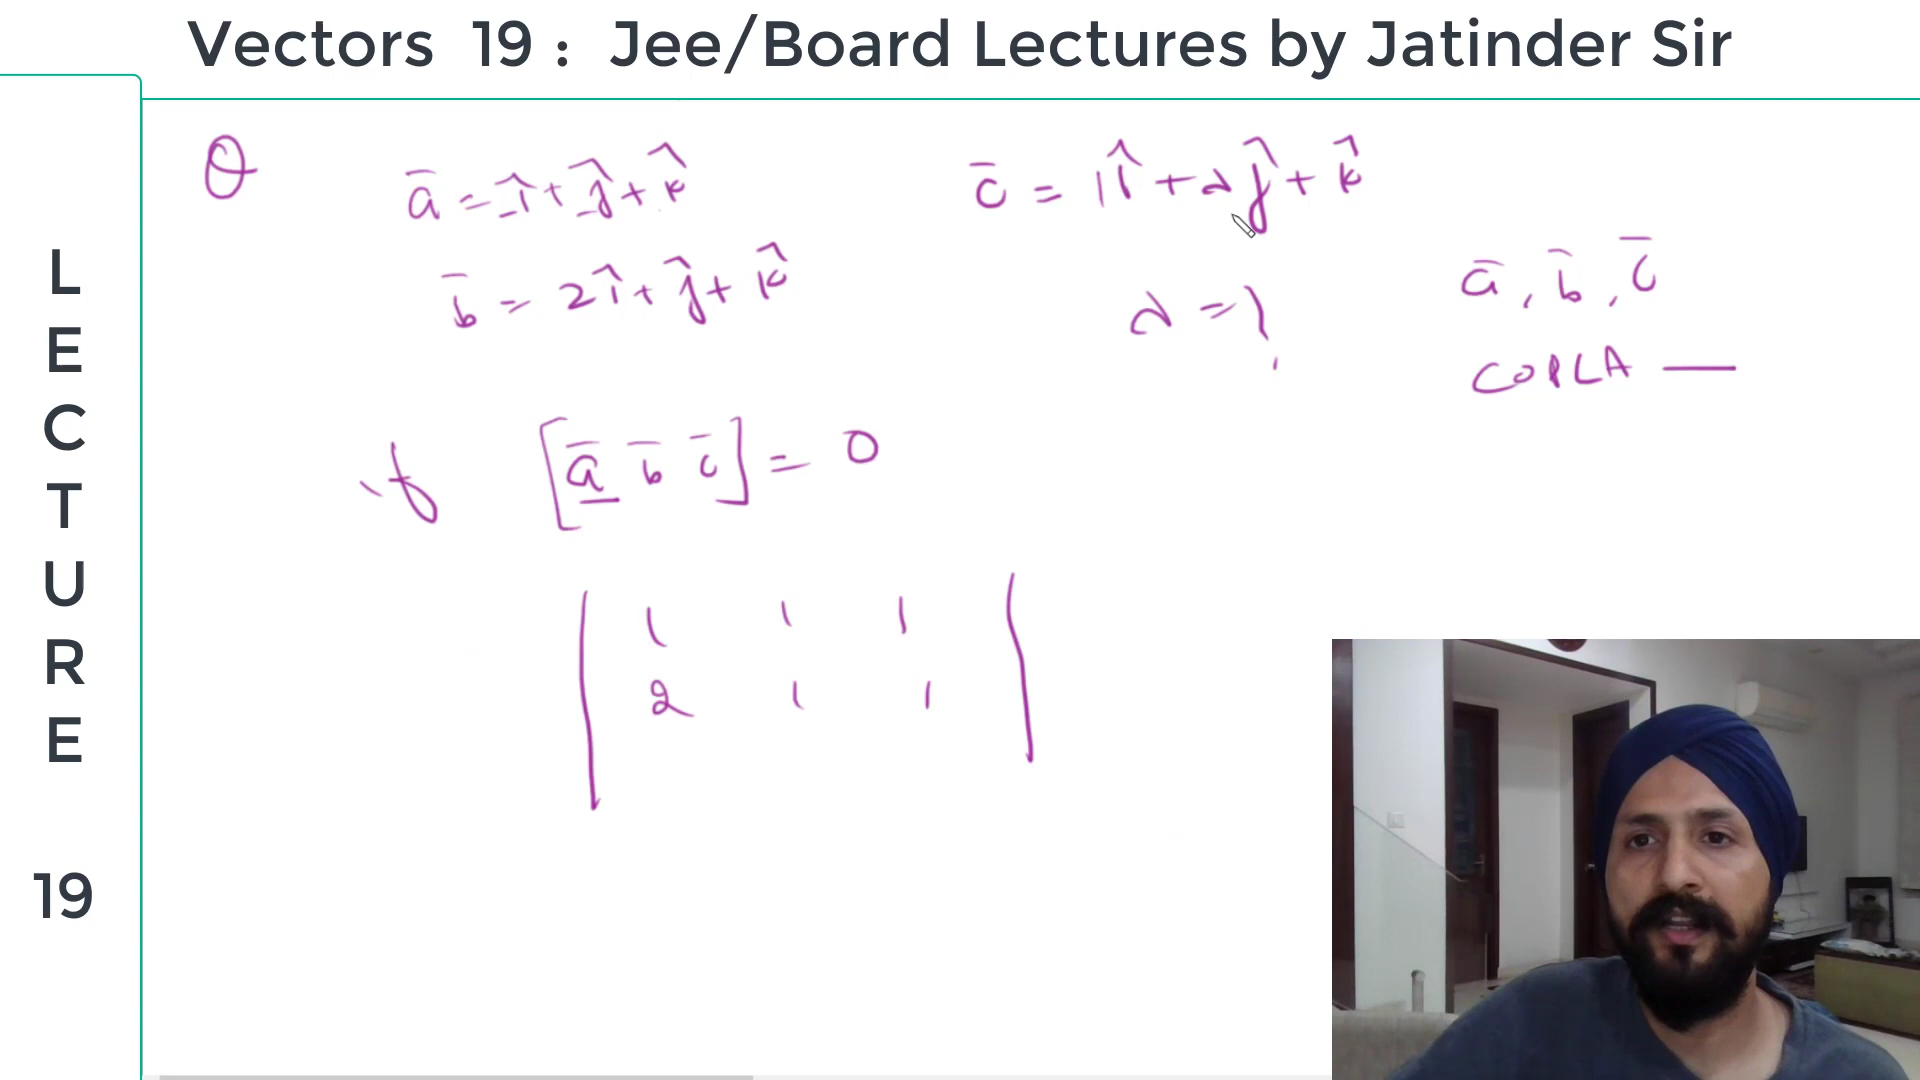 Vectors 19 : Jee/Board Lectures by Jatinder Sir
LECTURE
19
Q
a̅ = î + ĵ + k̂
b̅ = 2î + ĵ + k̂
c̅ = 1î + λĵ + k̂
λ = ?
a̅, b̅, c̅
COPLA —
if [a̅ b̅ c̅] = 0
1 1 1
2 1 1